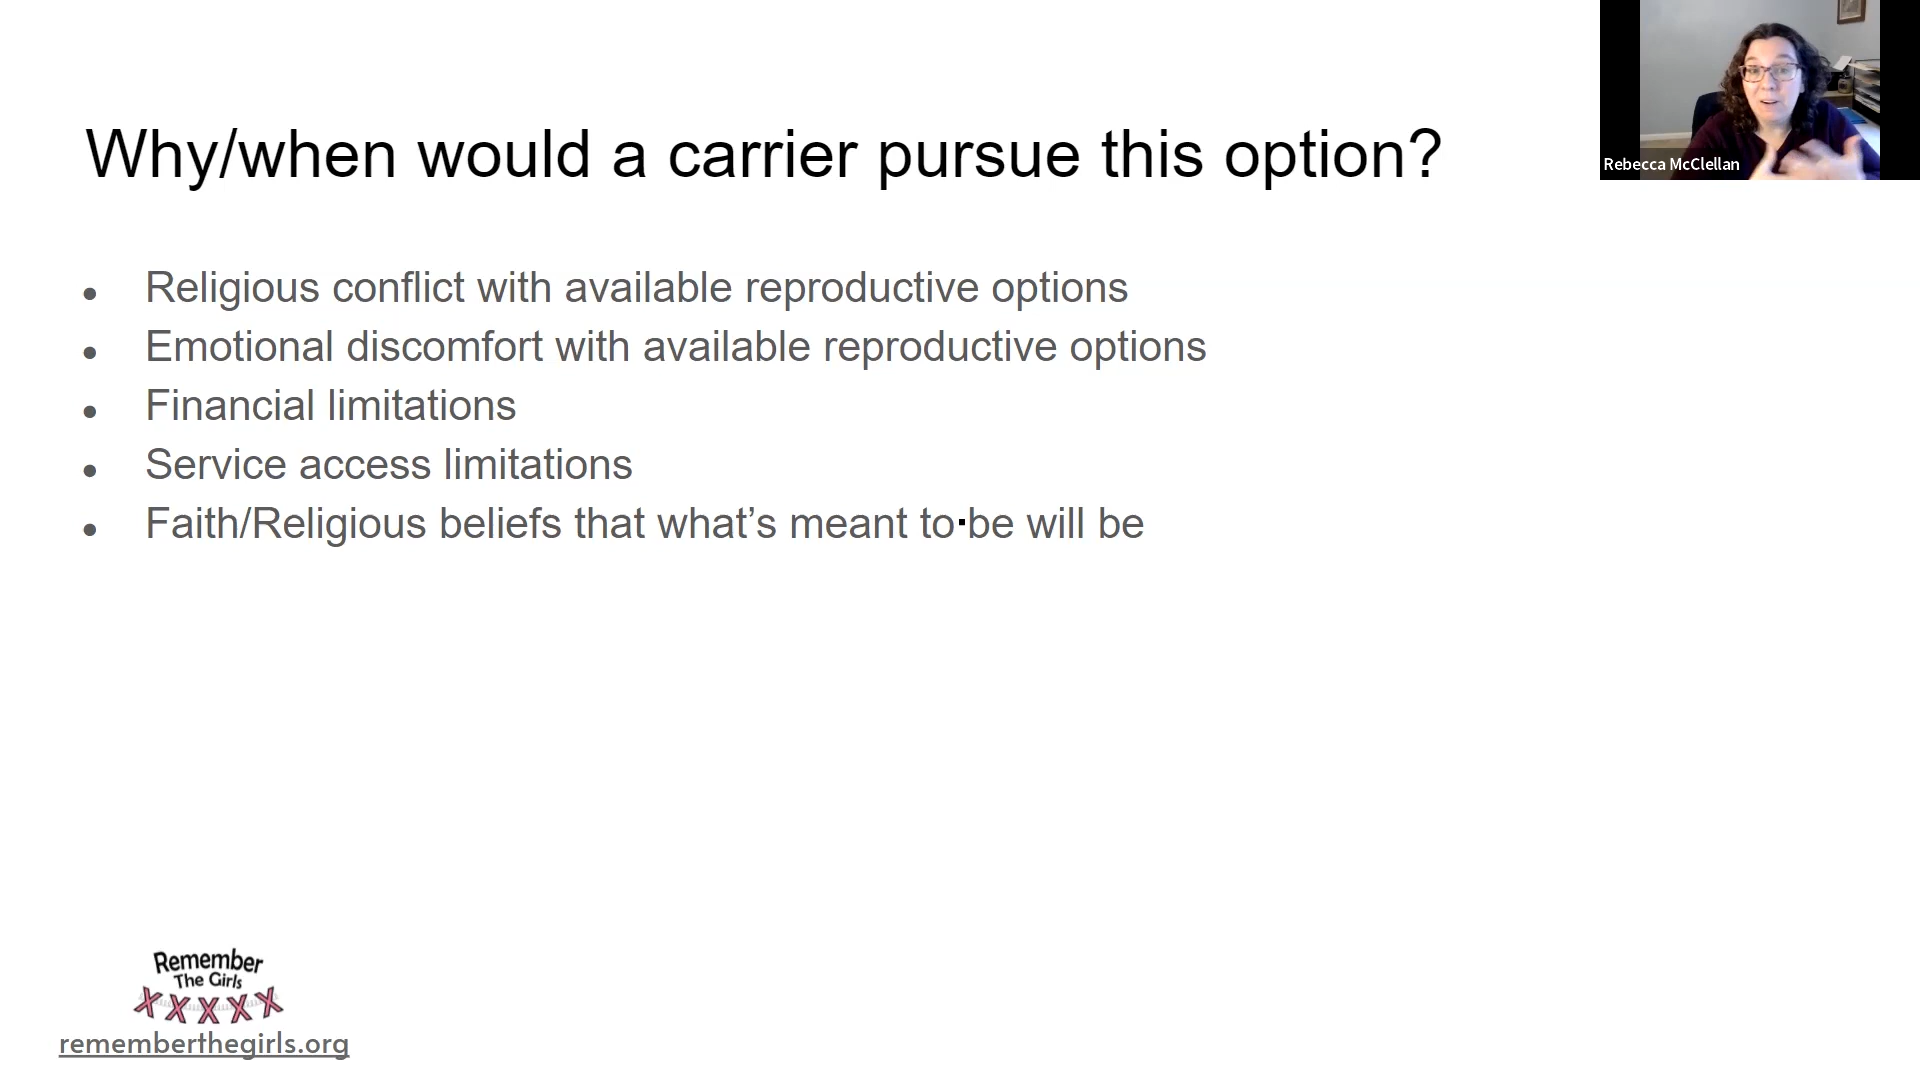 Why/when would a carrier pursue this option?
Rebecca McClellan
● Religious conflict with available reproductive options
● Emotional discomfort with available reproductive options
● Financial limitations
● Service access limitations
● Faith/Religious beliefs that what’s meant to be will be
Remember
The Girls
XXXXX
remembrthegirls.org